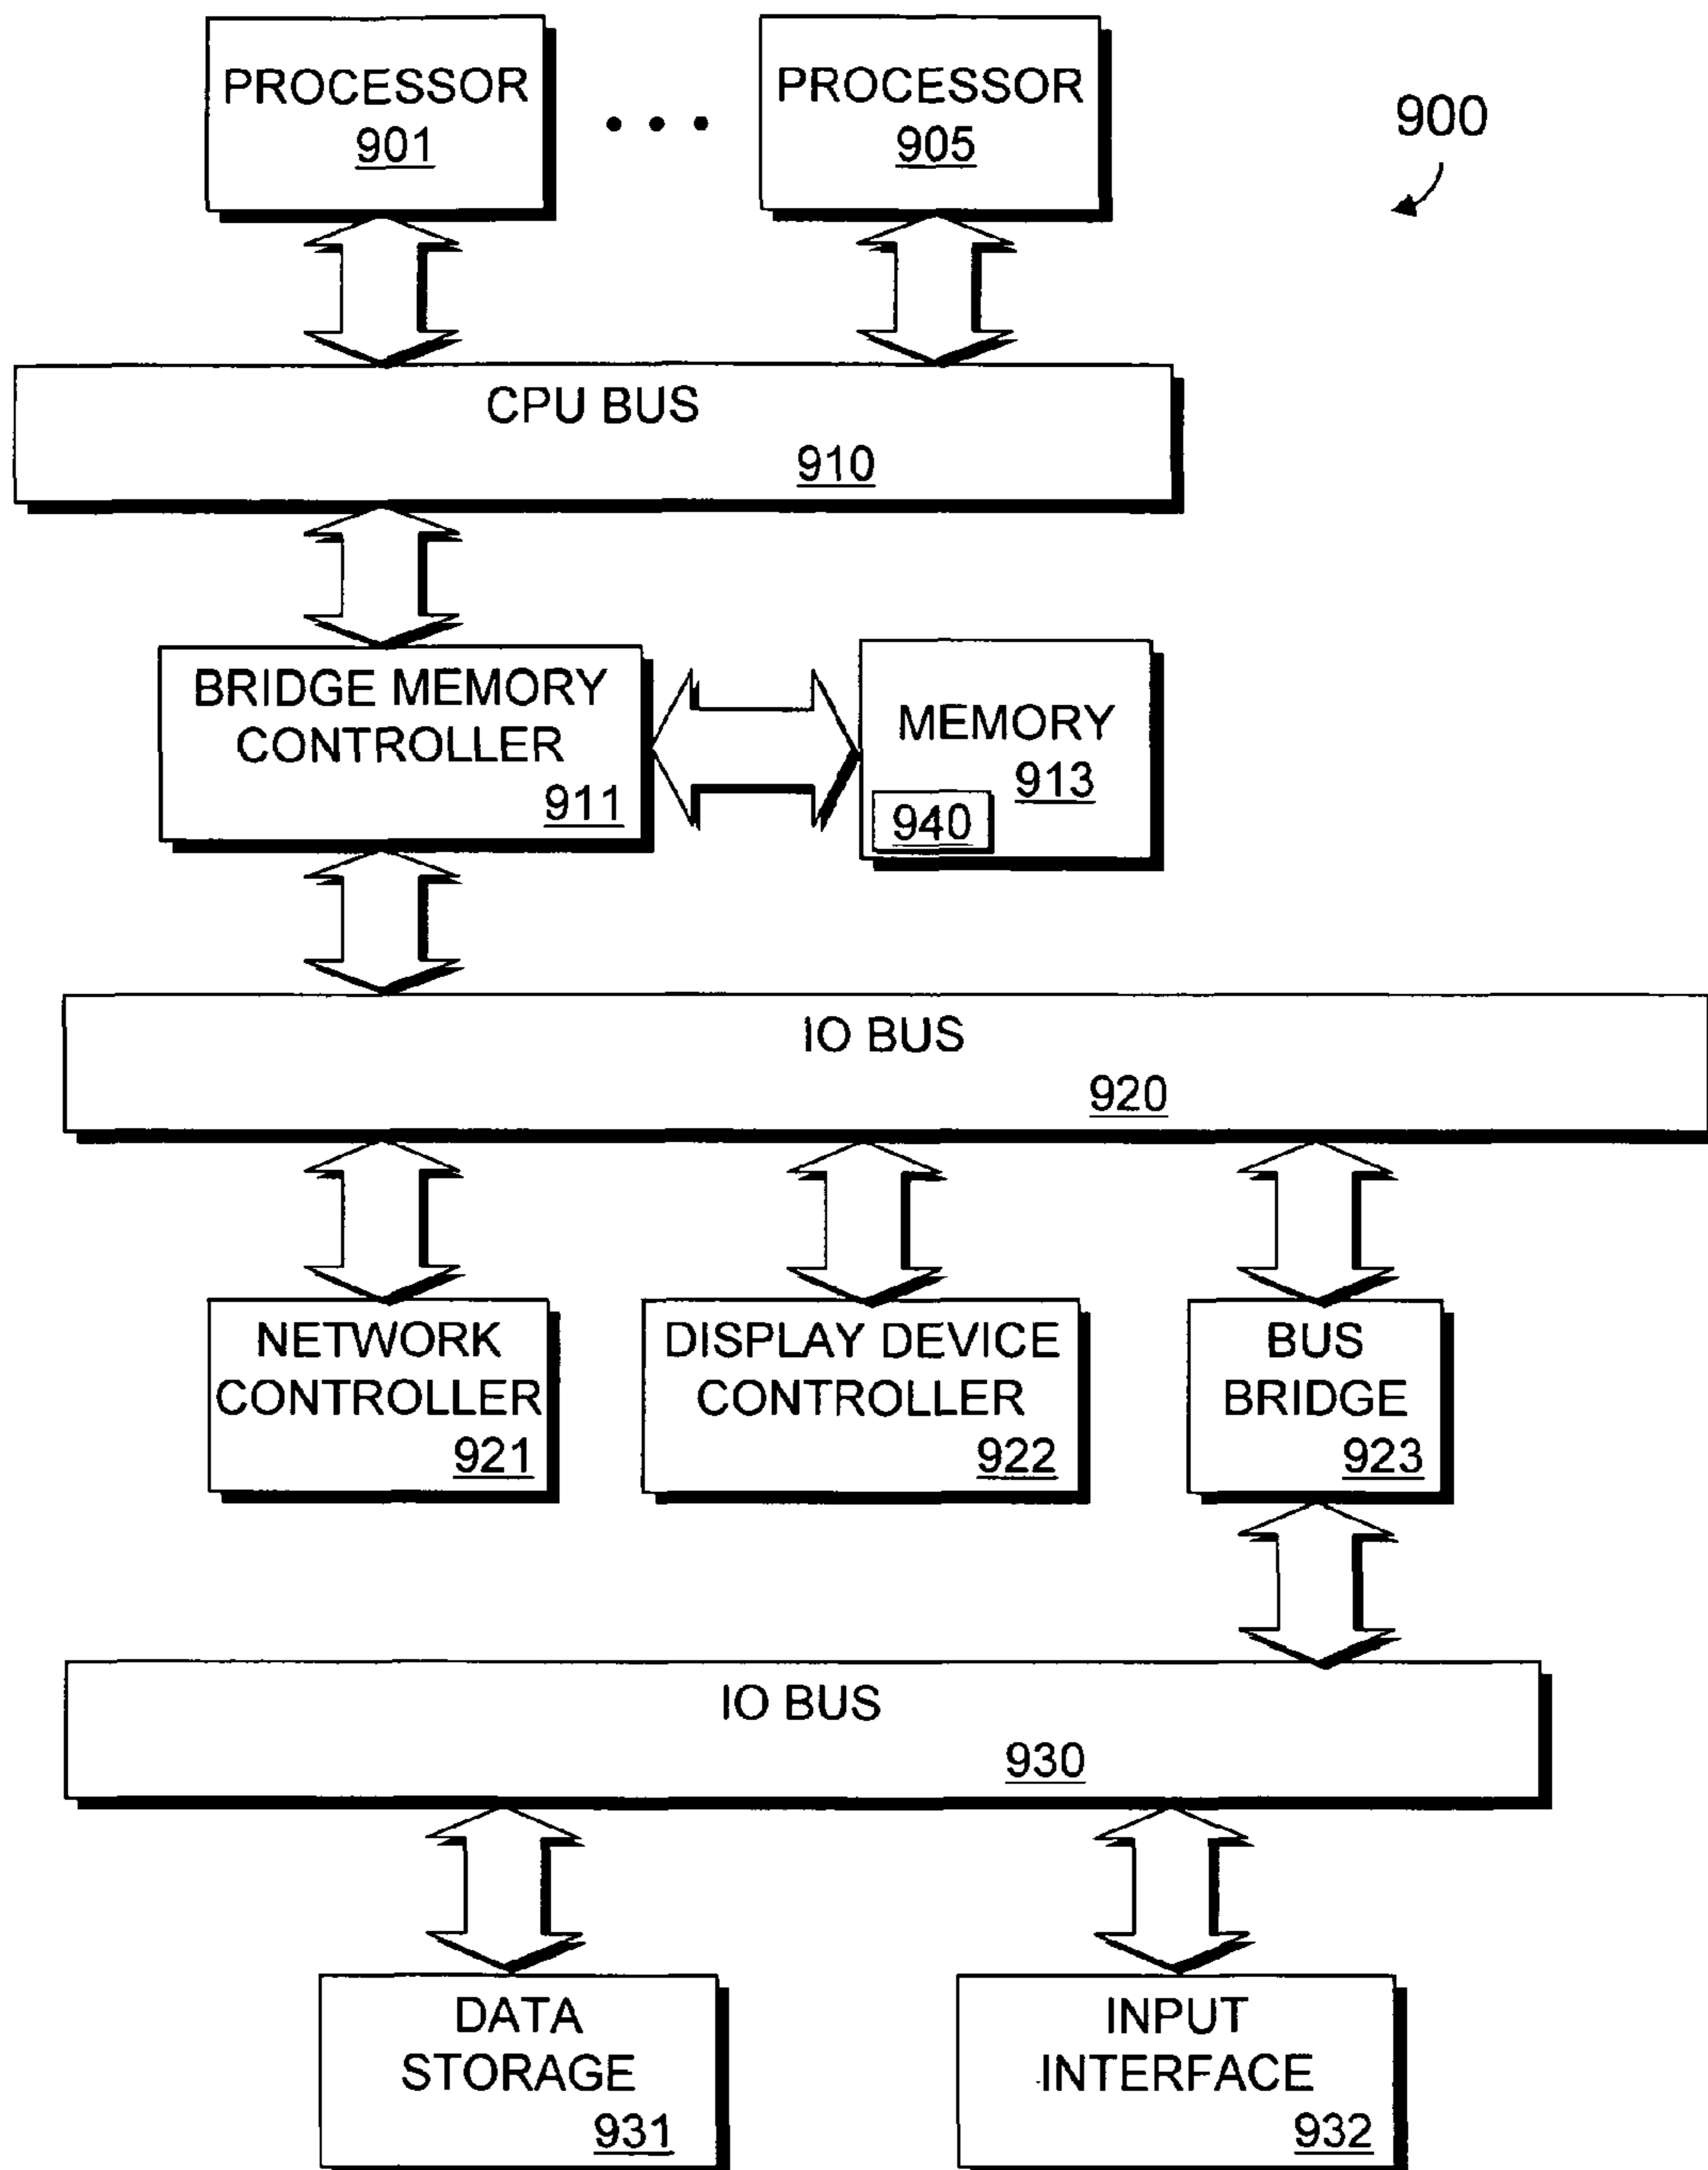 PROCESSOR
901
• • •
PROCESSOR
905
900
CPU BUS
910
BRIDGE MEMORY
CONTROLLER
911
MEMORY
913
940
IO BUS
920
NETWORK
CONTROLLER
921
DISPLAY DEVICE
CONTROLLER
922
BUS
BRIDGE
923
IO BUS
930
DATA
STORAGE
931
INPUT
INTERFACE
932